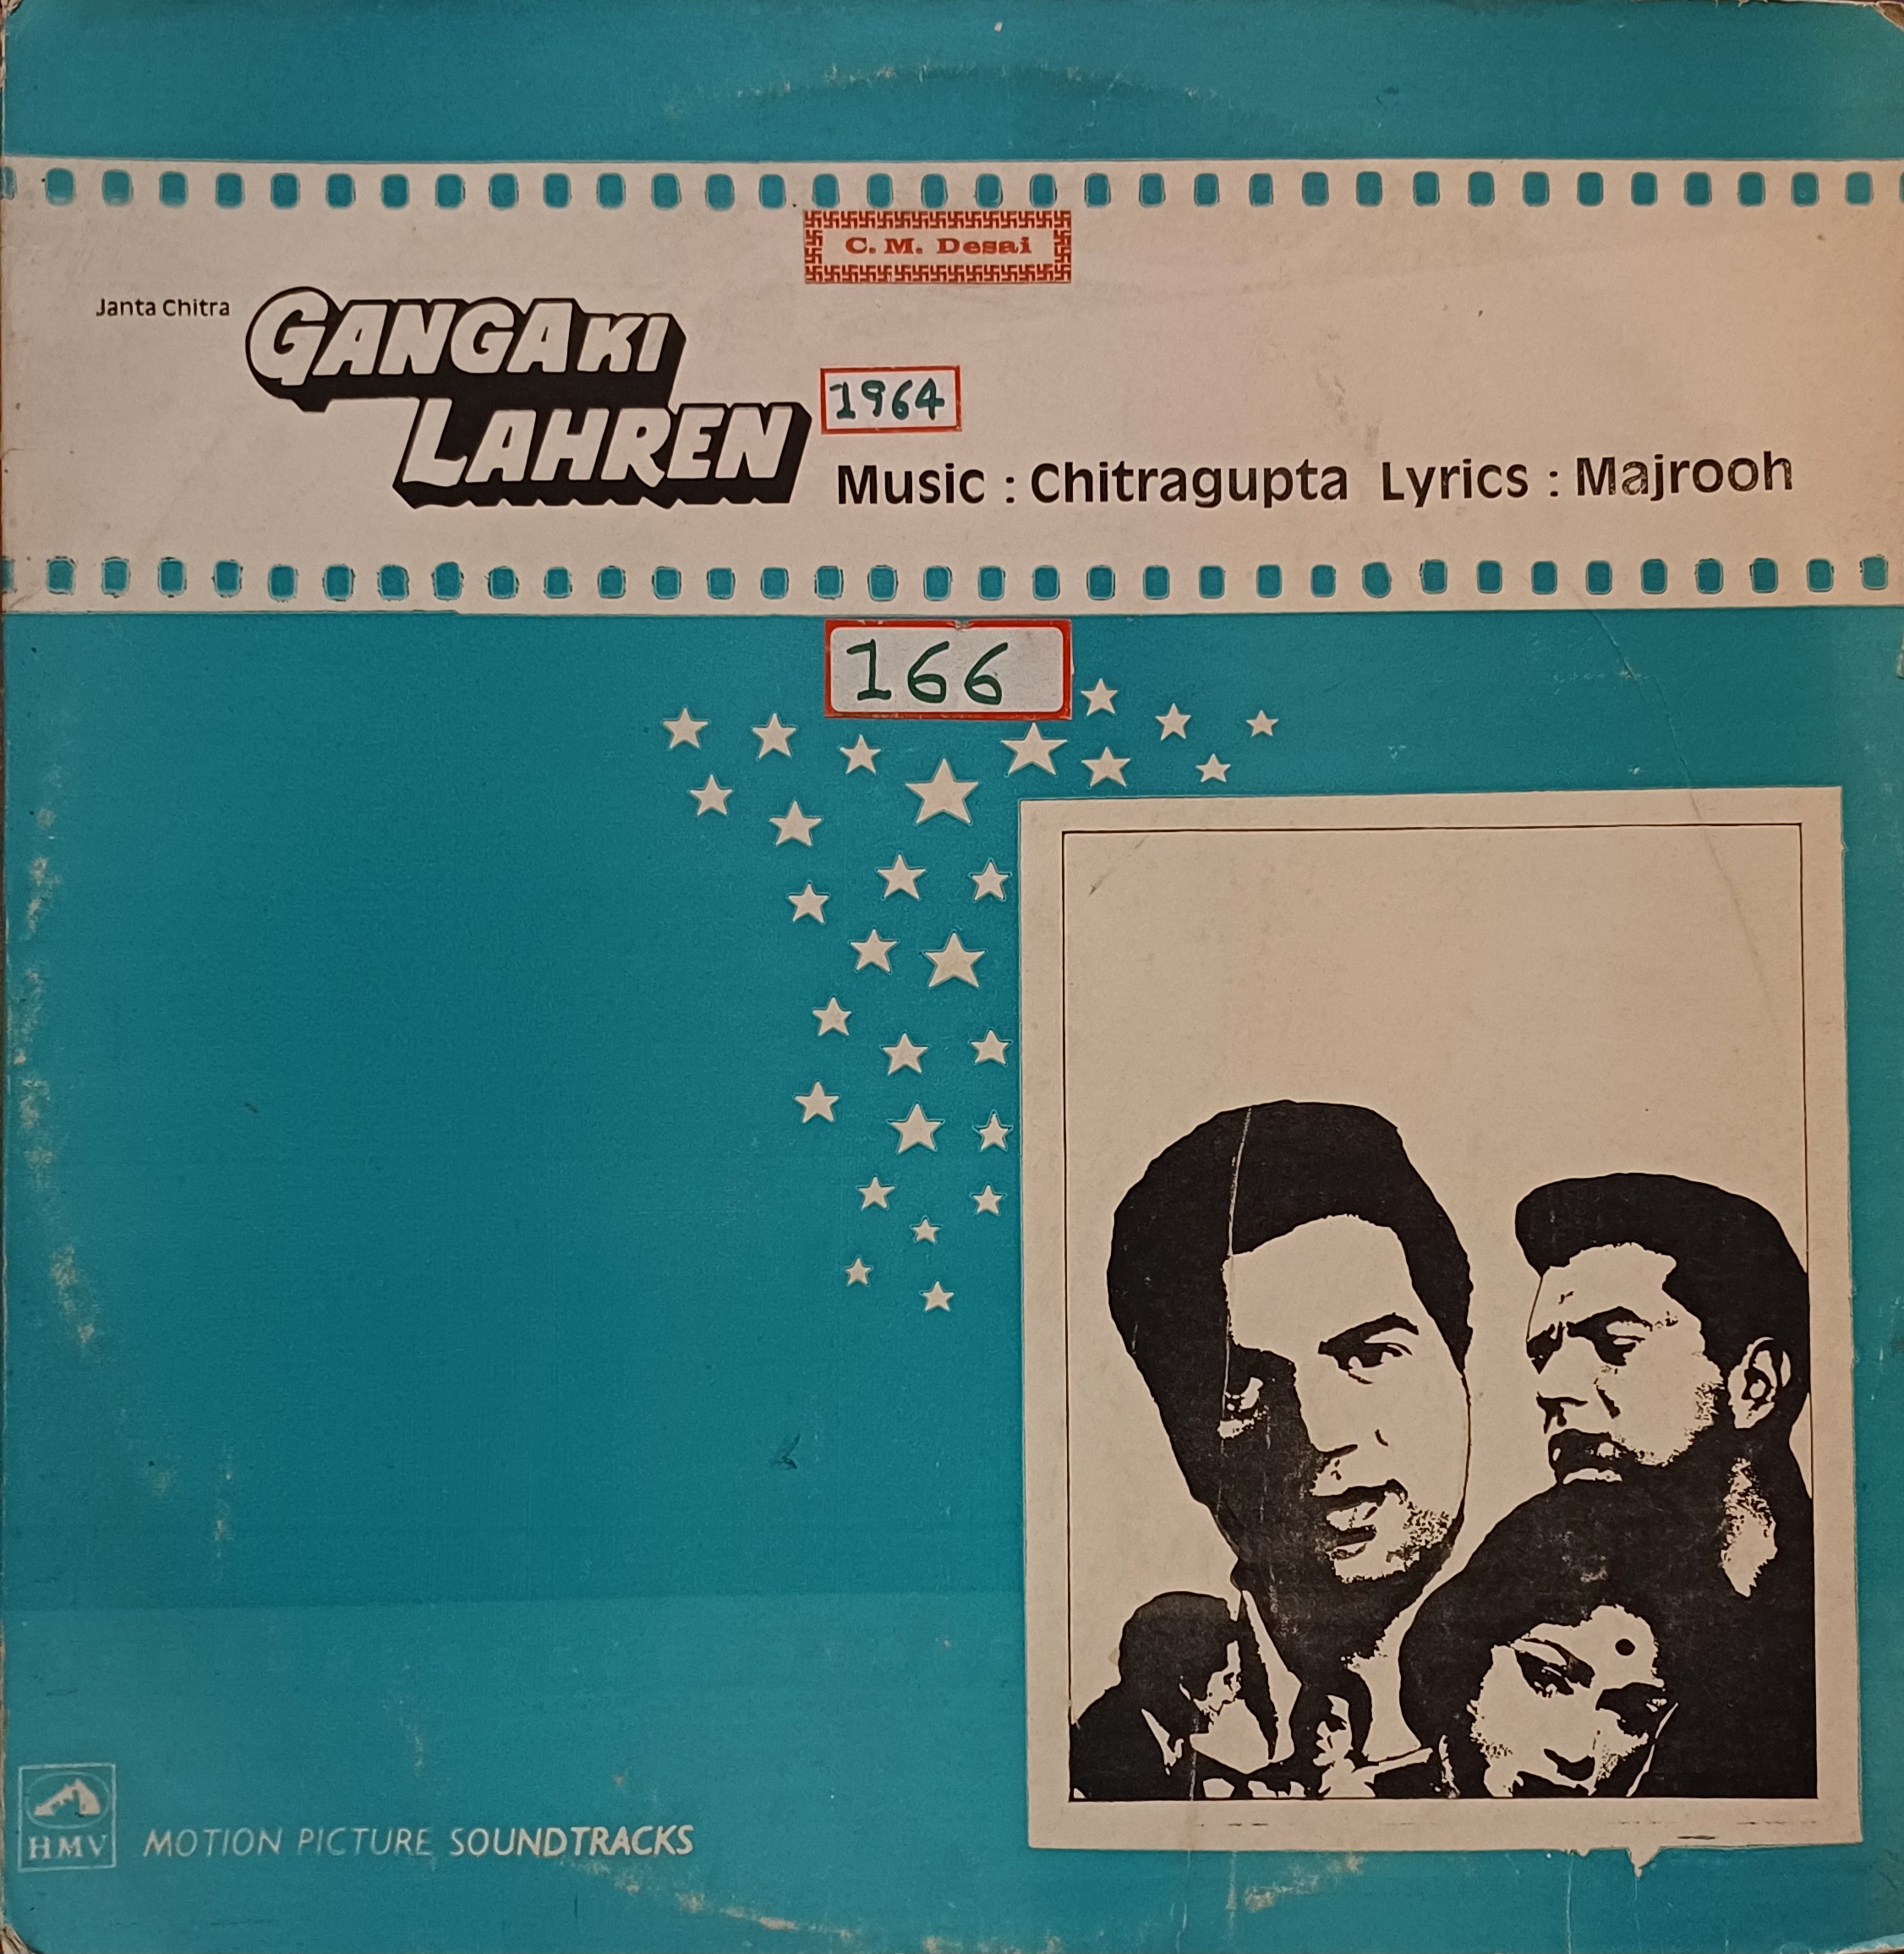 C. M. Desai
Janta Chitra
GANGA KI
LAHREN
1964
Music : Chitragupta Lyrics : Majrooh
166
HMV
MOTION PICTURE SOUNDTRACKS